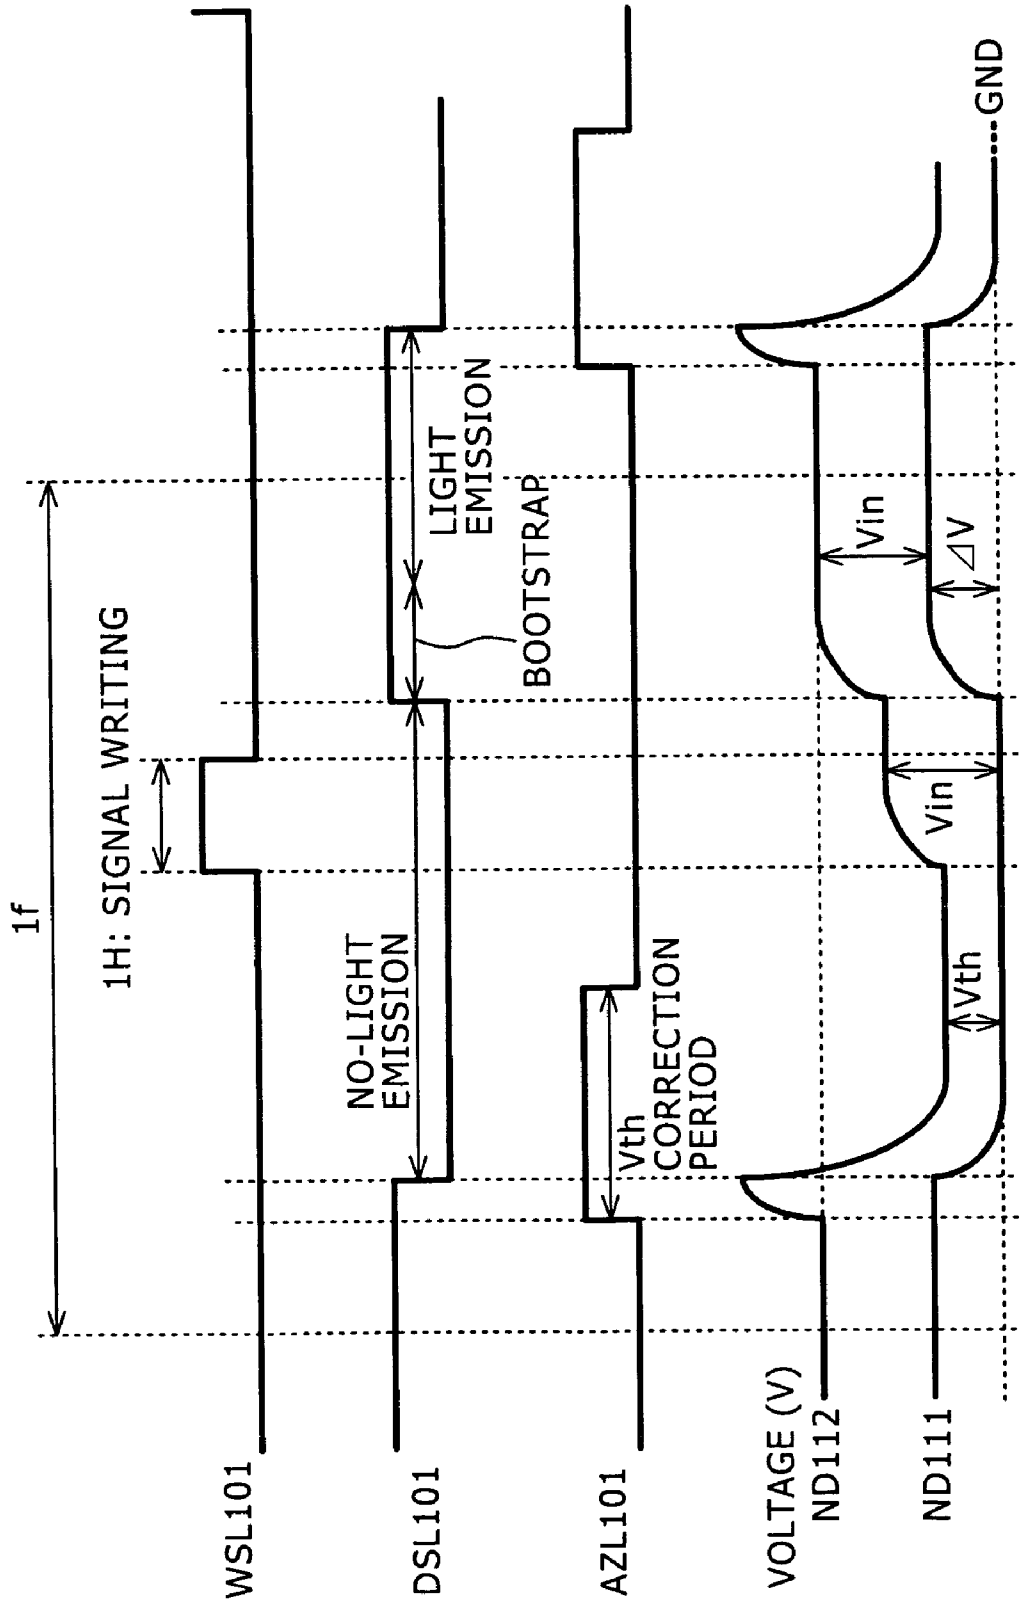 1f
1H: SIGNAL WRITING
WSL101
NO-LIGHT
EMISSION
LIGHT
EMISSION
BOOTSTRAP
DSL101
Vth
CORRECTION
PERIOD
AZL101
VOLTAGE (V)
ND112
Vin
Vin
ΔV
Vth
ND111
GND